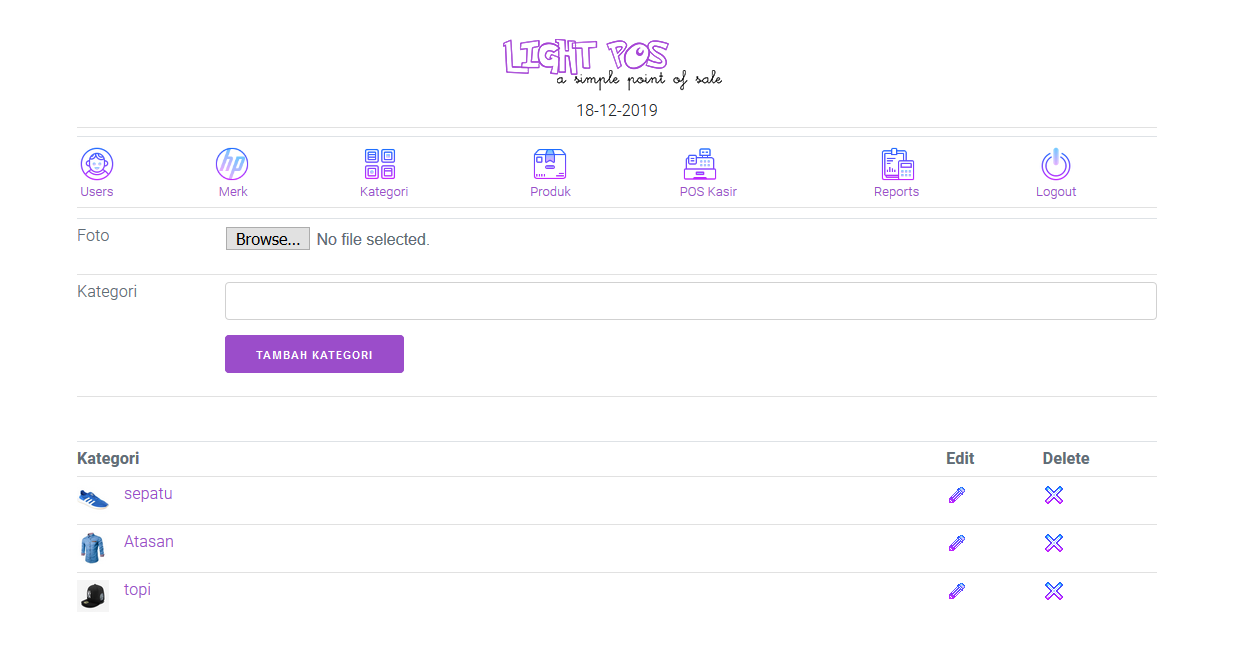 LIGHT POS
a simple point of sale
18-12-2019
hp
Users Merk Kategori Produk POS Kasir Reports Logout
Foto Browse... No file selected.
Kategori
TAMBAH KATEGORI
Kategori Edit Delete
sepatu
Atasan
topi